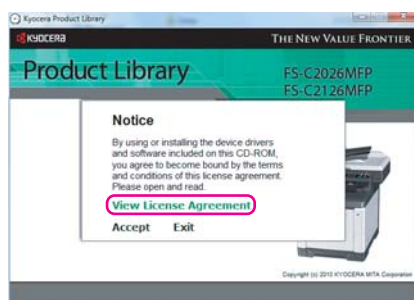 Kyocera Product Library
KYOCERA
THE NEW VALUE FRONTIER
Product Library
FS-C2026MFP
FS-C2126MFP
Notice
By using or installing the device drivers
and software included on this CD-ROM,
you agree to become bound by the terms
and conditions of this license agreement.
Please open and read.
View License Agreement
Accept Exit
Copyright (c) 2010 KYOCERA MITA Corporation